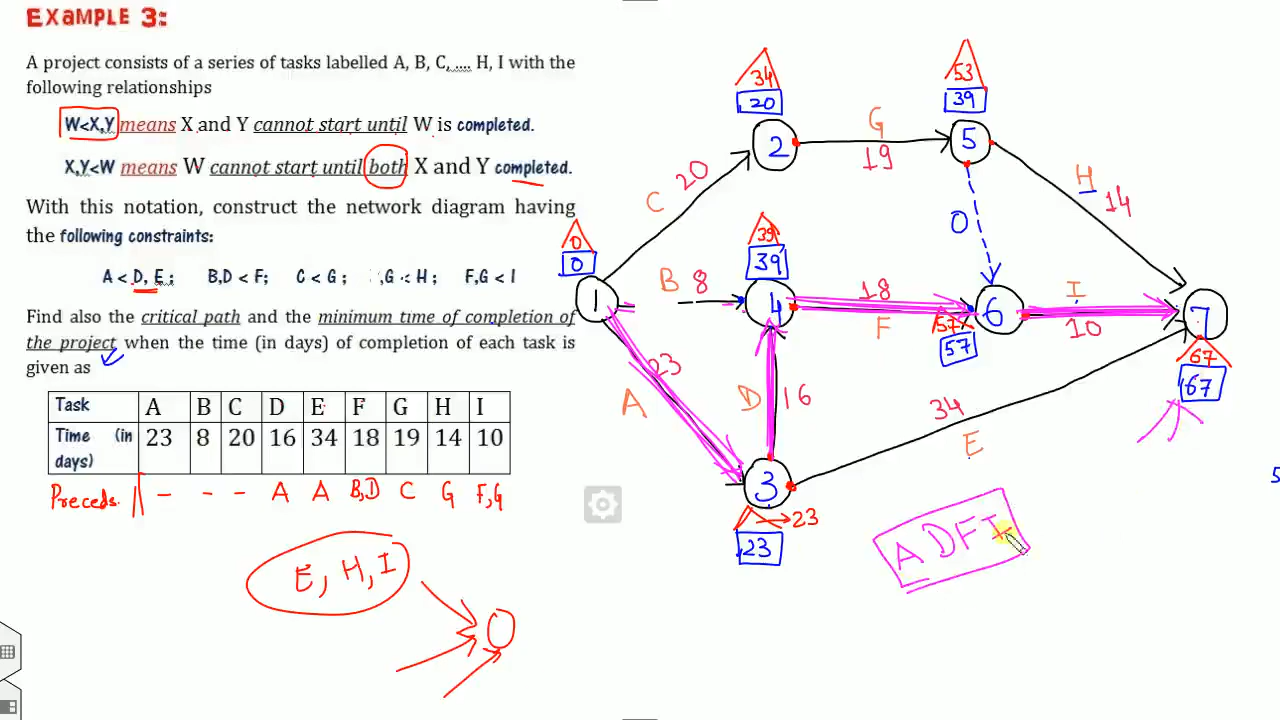 EXAMPLE 3:
A project consists of a series of tasks labelled A, B, C, .... H, I with the
following relationships
W<X,Y means X and Y cannot start until W is completed.
X,Y<W means W cannot start until both X and Y completed.
With this notation, construct the network diagram having
the following constraints:
A < D, E; B,D < F; C < G; ,G < H; F,G < I
Find also the critical path and the minimum time of completion of
the project when the time (in days) of completion of each task is
given as
Task A B C D E F G H I
Time (in days) 23 8 20 16 34 18 19 14 10
Preceds. - - - A A B,D C G F,G
E, H, I
34 53
20 39
2 G 5
19
C 20
H 14
0
0
39
39
0
1 B 8 4 18 F 6 I 10 7
57
57
67
67
A 23
D 16
34
E
3
23
23
A D F I
5